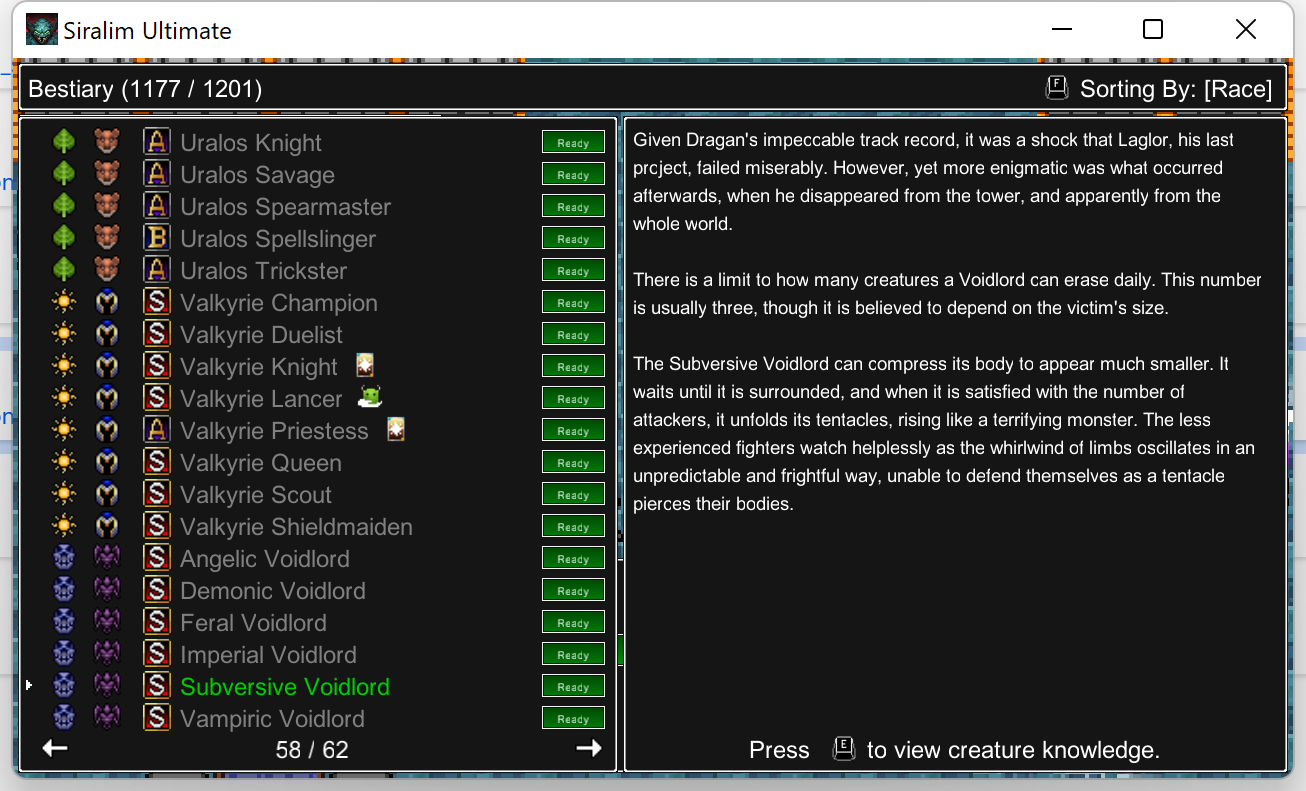 Siralim Ultimate
Bestiary (1177 / 1201)
F
Sorting By: [Race]
A Uralos Knight Ready
A Uralos Savage Ready
A Uralos Spearmaster Ready
B Uralos Spellslinger Ready
A Uralos Trickster Ready
S Valkyrie Champion Ready
S Valkyrie Duelist Ready
S Valkyrie Knight Ready
S Valkyrie Lancer Ready
A Valkyrie Priestess Ready
S Valkyrie Queen Ready
S Valkyrie Scout Ready
S Valkyrie Shieldmaiden Ready
S Angelic Voidlord Ready
S Demonic Voidlord Ready
S Feral Voidlord Ready
S Imperial Voidlord Ready
S Subversive Voidlord Ready
S Vampiric Voidlord Ready
58 / 62
Given Dragan's impeccable track record, it was a shock that Laglor, his last
project, failed miserably. However, yet more enigmatic was what occurred
afterwards, when he disappeared from the tower, and apparently from the
whole world.
There is a limit to how many creatures a Voidlord can erase daily. This number
is usually three, though it is believed to depend on the victim's size.
The Subversive Voidlord can compress its body to appear much smaller. It
waits until it is surrounded, and when it is satisfied with the number of
attackers, it unfolds its tentacles, rising like a terrifying monster. The less
experienced fighters watch helplessly as the whirlwind of limbs oscillates in an
unpredictable and frightful way, unable to defend themselves as a tentacle
pierces their bodies.
Press E to view creature knowledge.